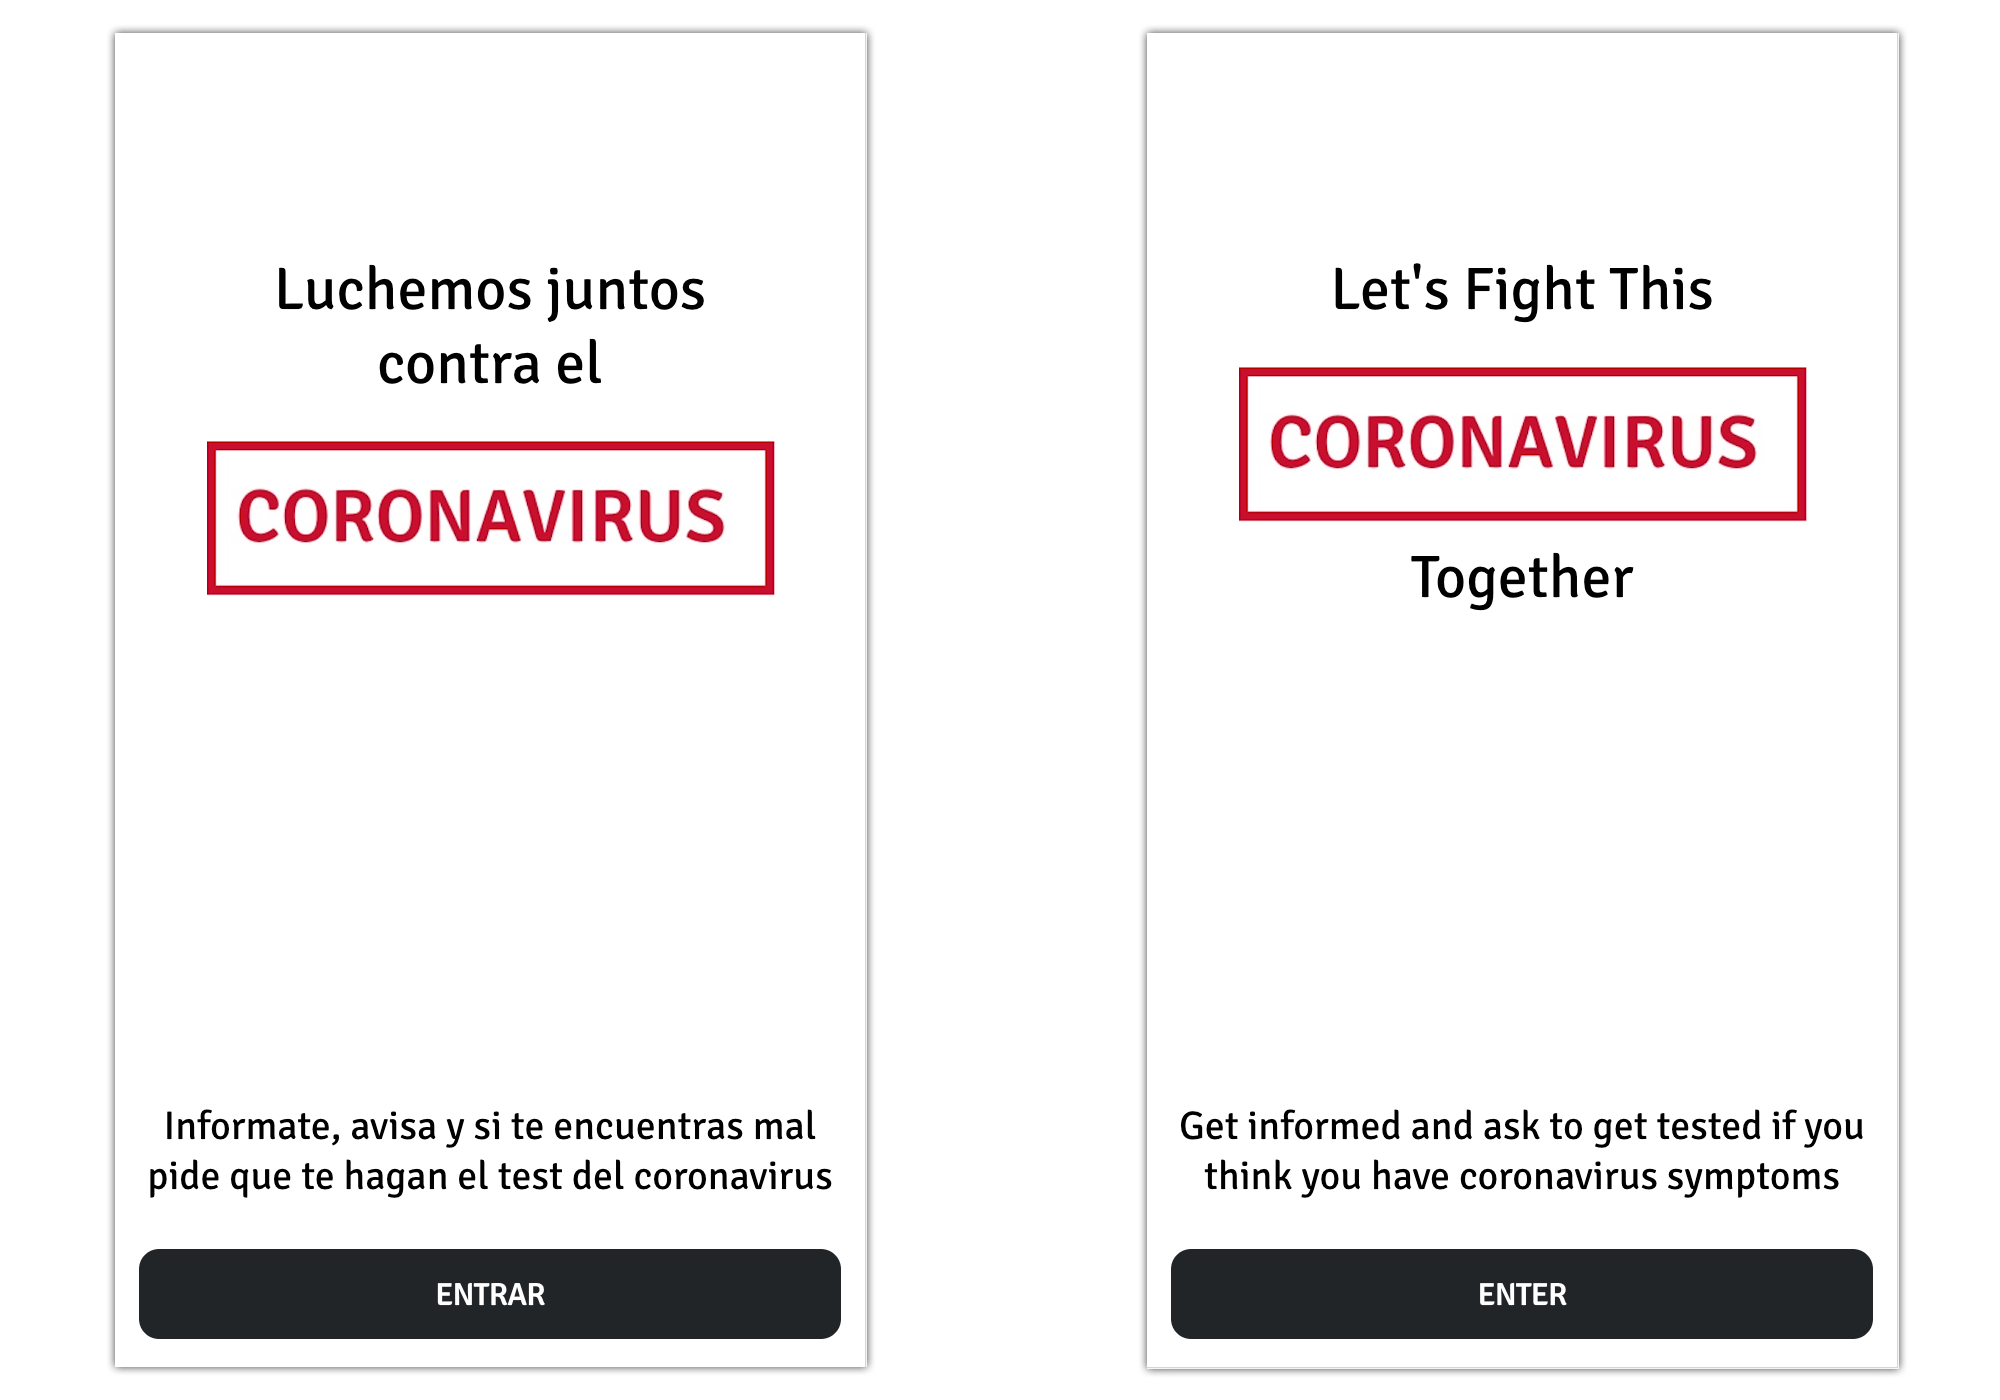 Luchemos juntos
contra el
CORONAVIRUS
Informate, avisa y si te encuentras mal
pide que te hagan el test del coronavirus
ENTRAR
Let's Fight This
CORONAVIRUS
Together
Get informed and ask to get tested if you
think you have coronavirus symptoms
ENTER